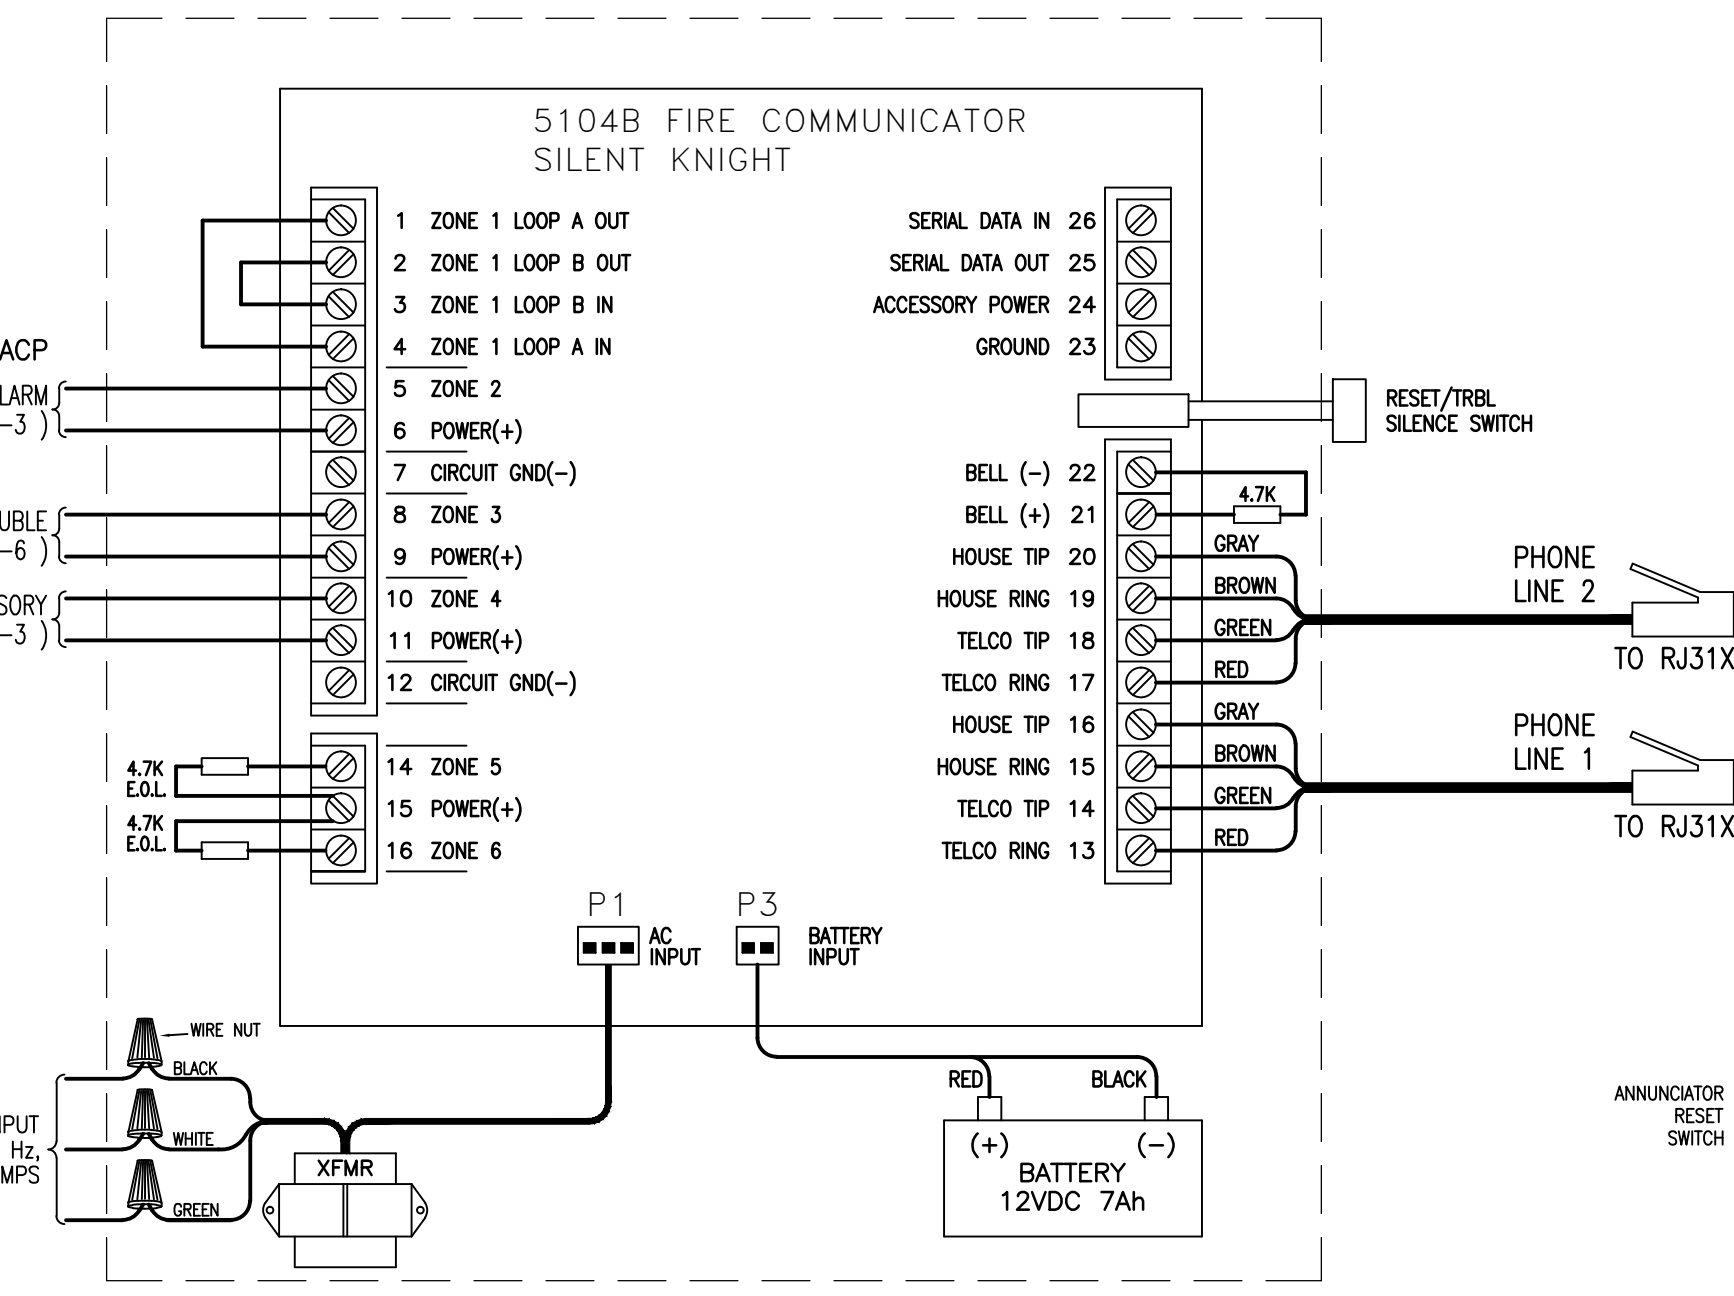 5104B FIRE COMMUNICATOR
SILENT KNIGHT
1 ZONE 1 LOOP A OUT
2 ZONE 1 LOOP B OUT
3 ZONE 1 LOOP B IN
4 ZONE 1 LOOP A IN
5 ZONE 2
6 POWER(+)
7 CIRCUIT GND(-)
8 ZONE 3
9 POWER(+)
10 ZONE 4
11 POWER(+)
12 CIRCUIT GND(-)
14 ZONE 5
15 POWER(+)
16 ZONE 6
ACP
LARM
-3 )
UBLE
-6 )
SORY
-3 )
4.7K
E.O.L.
4.7K
E.O.L.
SERIAL DATA IN 26
SERIAL DATA OUT 25
ACCESSORY POWER 24
GROUND 23
RESET/TRBL
SILENCE SWITCH
BELL (-) 22
BELL (+) 21
HOUSE TIP 20
HOUSE RING 19
TELCO TIP 18
TELCO RING 17
HOUSE TIP 16
HOUSE RING 15
TELCO TIP 14
TELCO RING 13
4.7K
GRAY
BROWN
GREEN
RED
GRAY
BROWN
GREEN
RED
PHONE
LINE 2
TO RJ31X
PHONE
LINE 1
TO RJ31X
P1
AC
INPUT
P3
BATTERY
INPUT
WIRE NUT
BLACK
WHITE
GREEN
PUT
Hz,
MPS
XFMR
RED
BLACK
(+)
(-)
BATTERY
12VDC 7Ah
ANNUNCIATOR
RESET
SWITCH